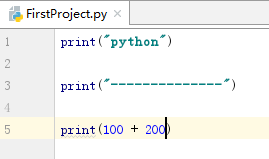 FirstProject.py ×
1 print("python")
2
3 print("--------------")
4
5 print(100 + 200)